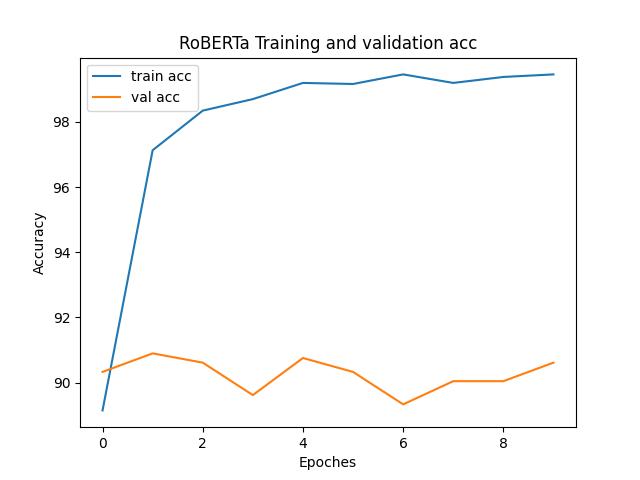 RoBERTa Training and validation acc
train acc
val acc
98
96
94
92
90
Accuracy
0 2 4 6 8
Epoches